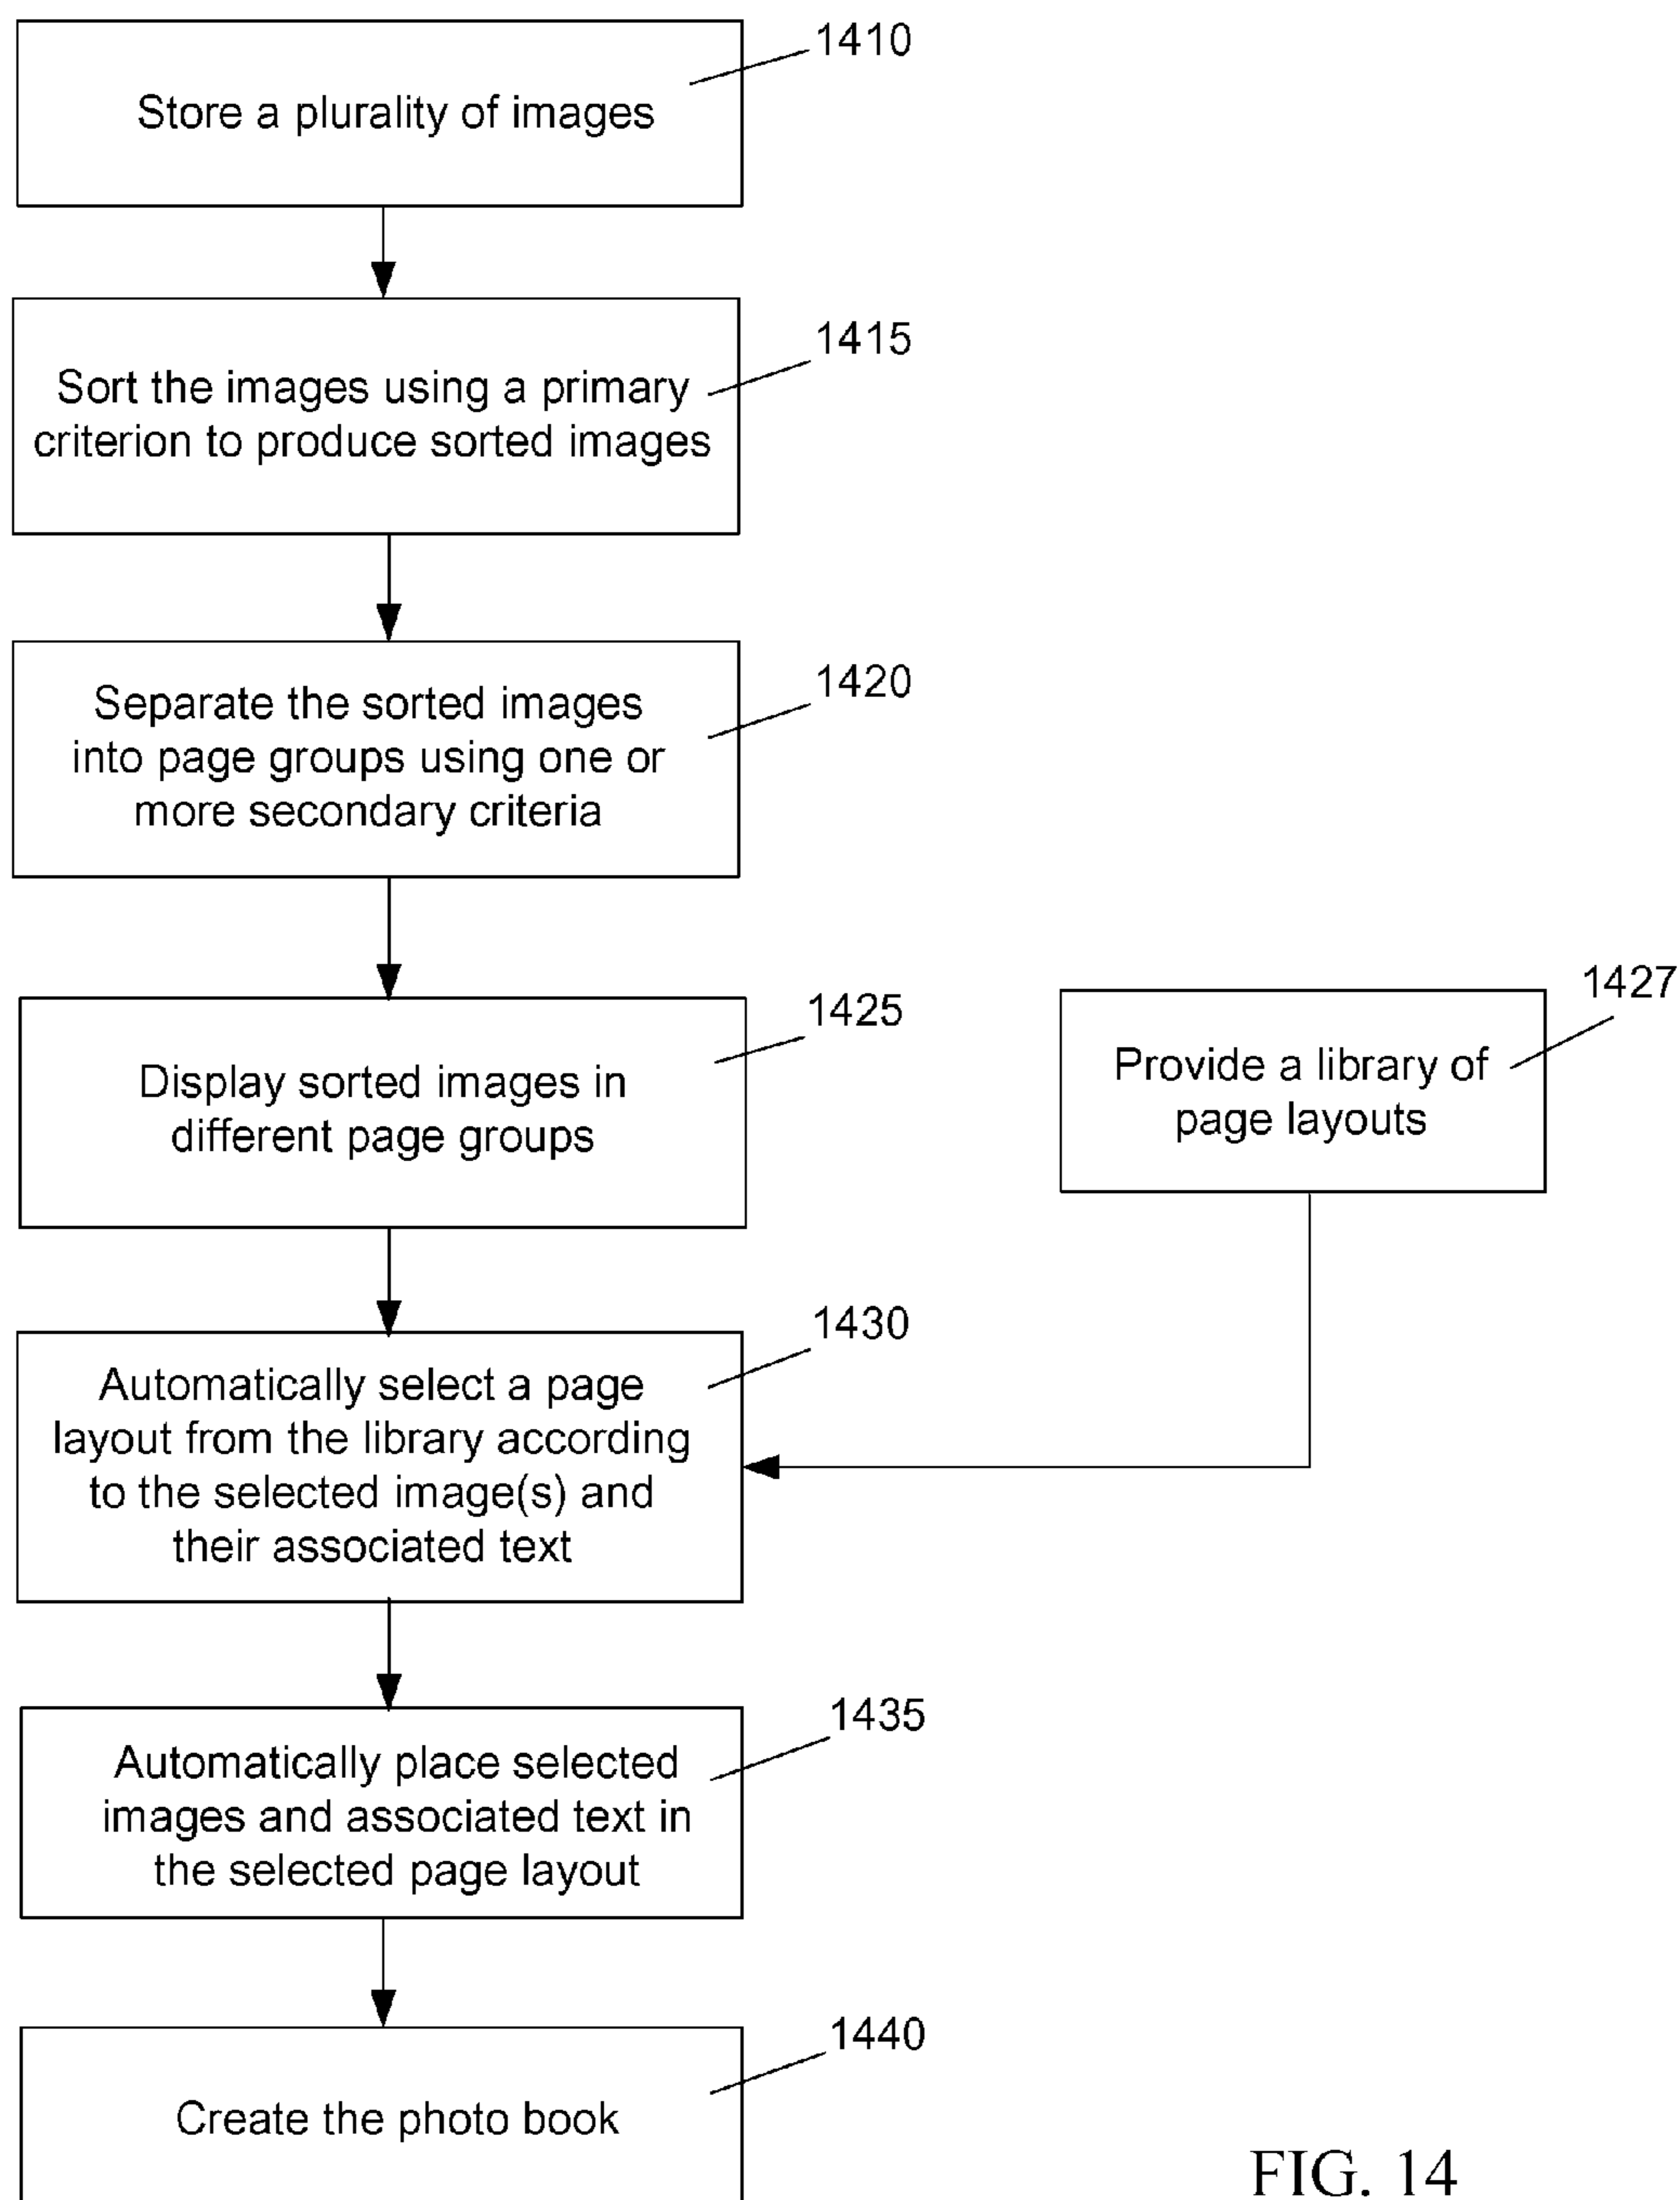 1410
Store a plurality of images
1415
Sort the images using a primary
criterion to produce sorted images
1420
Separate the sorted images
into page groups using one or
more secondary criteria
1425
Display sorted images in
different page groups
1427
Provide a library of
page layouts
1430
Automatically select a page
layout from the library according
to the selected image(s) and
their associated text
1435
Automatically place selected
images and associated text in
the selected page layout
1440
Create the photo book
FIG. 14